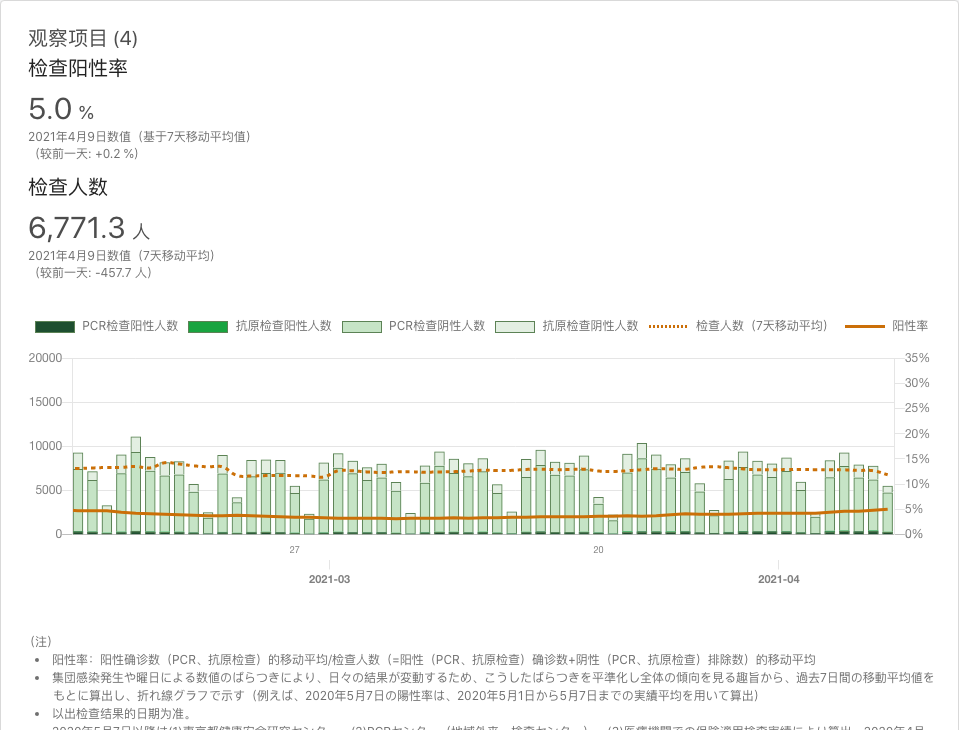 观察项目 (4)
检查阳性率
5.0 %
2021年4月9日数值（基于7天移动平均值）
（较前一天: +0.2 %）
检查人数
6,771.3 人
2021年4月9日数值（7天移动平均）
（较前一天: -457.7 人）
PCR检查阳性人数 抗原检查阳性人数 PCR检查阴性人数 抗原检查阴性人数 检查人数（7天移动平均） 阳性率
20000 35%
30%
15000 25%
20%
10000 15%
5000 10%
5%
0 0%
27 20
2021-03 2021-04
(注)
• 阳性率：阳性确诊数（PCR、抗原检查）的移动平均/检查人数（=阳性（PCR、抗原检查）确诊数+阴性（PCR、抗原检查）排除数）的移动平均
• 集団感染発生や曜日による数値のばらつきにより、日々の結果が変動するため、こうしたばらつきを平準化し全体の傾向を見る趣旨から、過去7日間の移動平均値を
もとに算出し、折れ線グラフで示す（例えば、2020年5月7日の陽性率は、2020年5月1日から5月7日までの実績平均を用いて算出）
• 以出检查结果的日期为准。